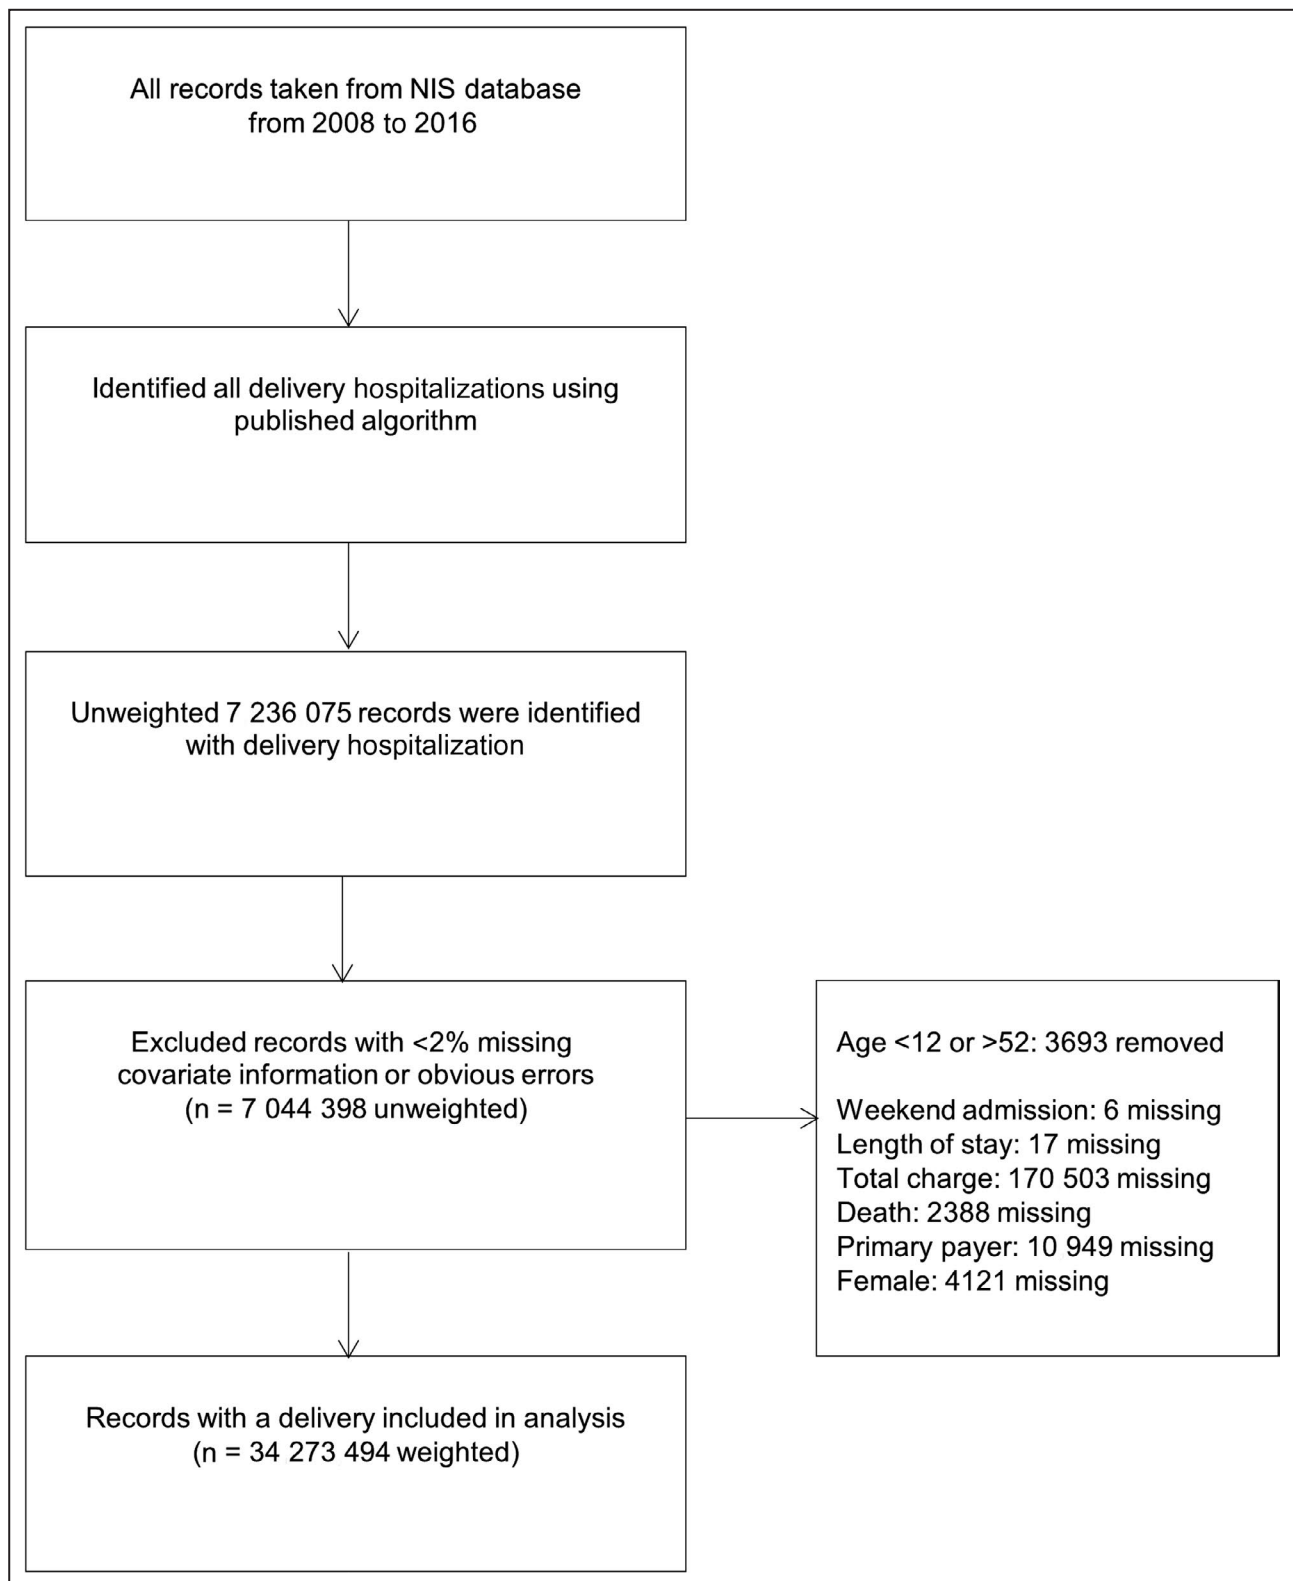 All records taken from NIS database
from 2008 to 2016
Identified all delivery hospitalizations using
published algorithm
Unweighted 7 236 075 records were identified
with delivery hospitalization
Excluded records with <2% missing
covariate information or obvious errors
(n = 7 044 398 unweighted)
Age <12 or >52: 3693 removed
Weekend admission: 6 missing
Length of stay: 17 missing
Total charge: 170 503 missing
Death: 2388 missing
Primary payer: 10 949 missing
Female: 4121 missing
Records with a delivery included in analysis
(n = 34 273 494 weighted)